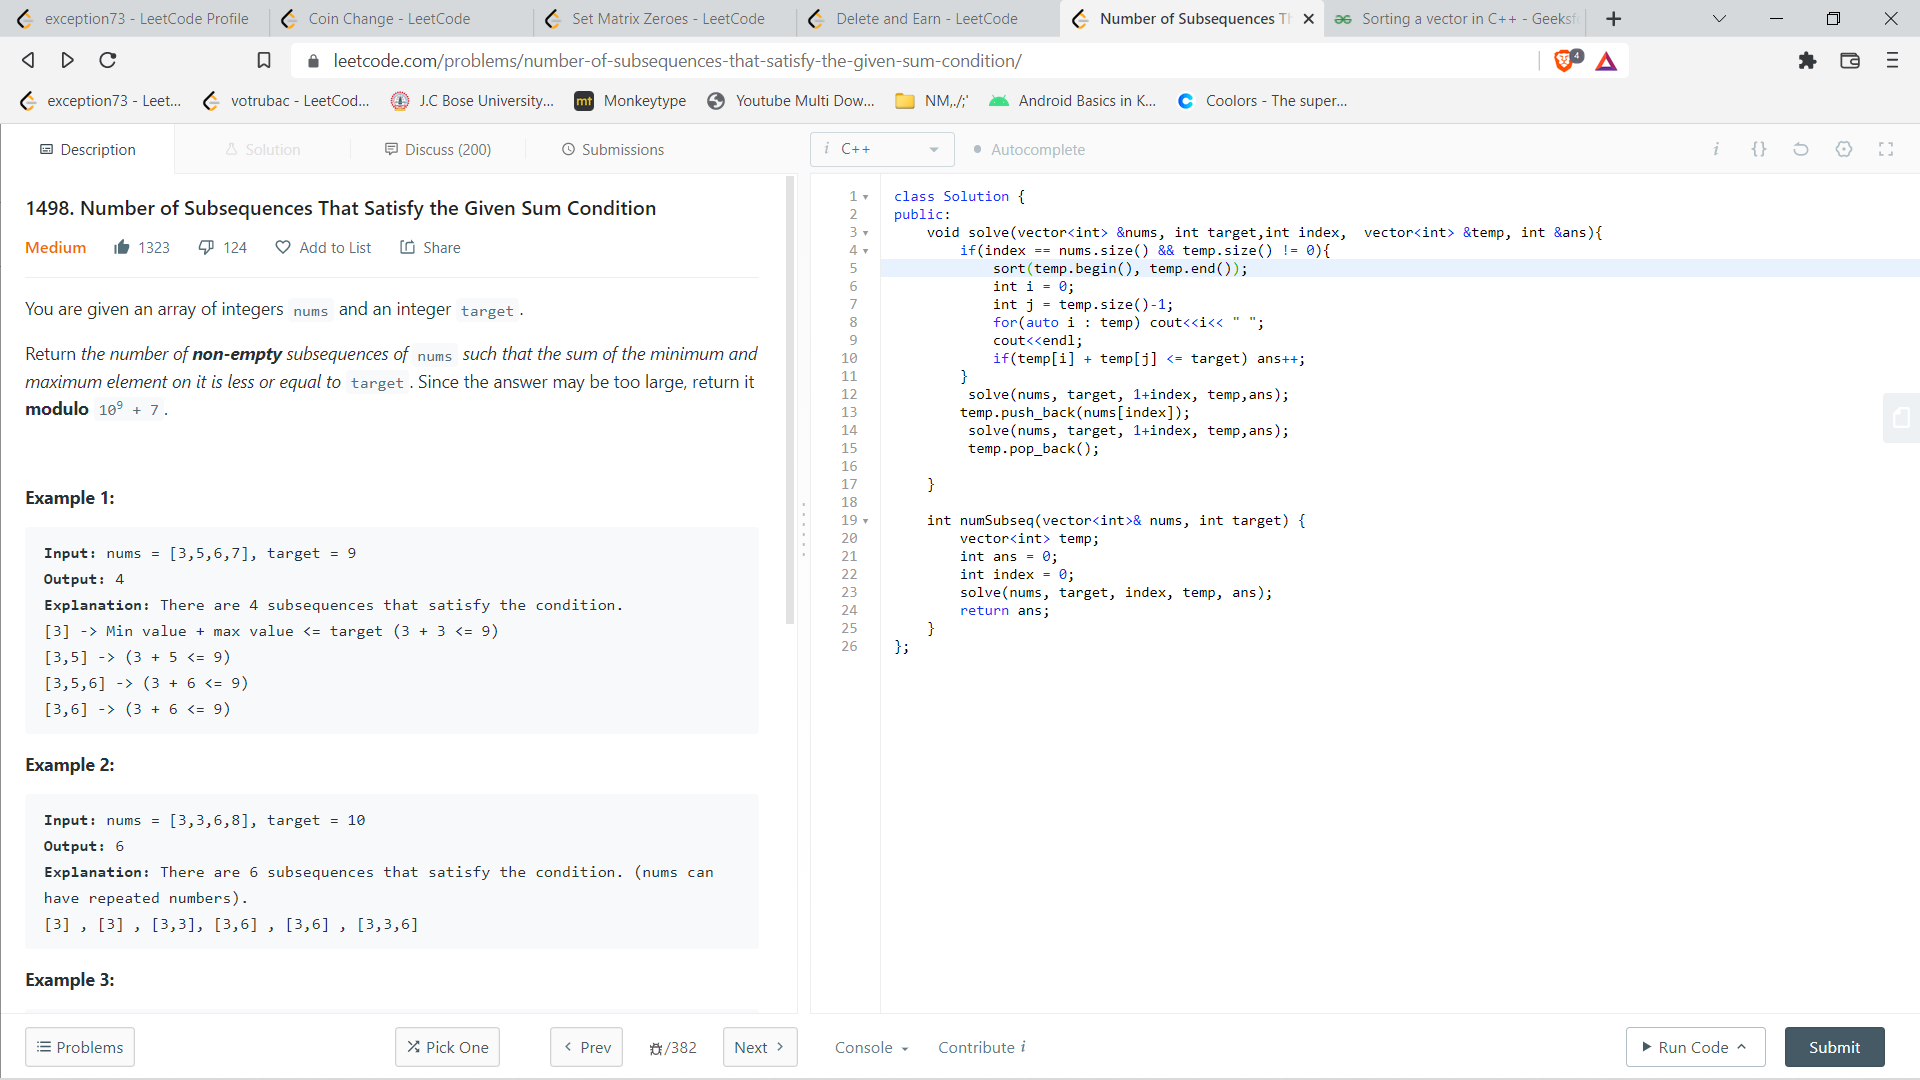 exception73 - LeetCode Profile
Coin Change - LeetCode
Set Matrix Zeroes - LeetCode
Delete and Earn - LeetCode
Number of Subsequences Th
Sorting a vector in C++ - Geeksf
leetcode.com/problems/number-of-subsequences-that-satisfy-the-given-sum-condition/
4
exception73 - Leet...
votrubac - LeetCod...
J.C Bose University...
mt Monkeytype
Youtube Multi Dow...
NM,./;'
Android Basics in K...
Coolors - The super...
Description
Solution
Discuss (200)
Submissions
i C++
Autocomplete
i {}
1498. Number of Subsequences That Satisfy the Given Sum Condition
Medium 1323 124 Add to List Share
You are given an array of integers nums and an integer target .
Return the number of non-empty subsequences of nums such that the sum of the minimum and
maximum element on it is less or equal to target . Since the answer may be too large, return it
modulo 10⁹ + 7 .
Example 1:
Input: nums = [3,5,6,7], target = 9
Output: 4
Explanation: There are 4 subsequences that satisfy the condition.
[3] -> Min value + max value <= target (3 + 3 <= 9)
[3,5] -> (3 + 5 <= 9)
[3,5,6] -> (3 + 6 <= 9)
[3,6] -> (3 + 6 <= 9)
Example 2:
Input: nums = [3,3,6,8], target = 10
Output: 6
Explanation: There are 6 subsequences that satisfy the condition. (nums can
have repeated numbers).
[3] , [3] , [3,3], [3,6] , [3,6] , [3,3,6]
Example 3:
1 class Solution {
2 public:
3     void solve(vector<int> &nums, int target,int index,  vector<int> &temp, int &ans){
4         if(index == nums.size() && temp.size() != 0){
5             sort(temp.begin(), temp.end());
6             int i = 0;
7             int j = temp.size()-1;
8             for(auto i : temp) cout<<i<< " ";
9             cout<<endl;
10             if(temp[i] + temp[j] <= target) ans++;
11         }
12          solve(nums, target, 1+index, temp,ans);
13         temp.push_back(nums[index]);
14          solve(nums, target, 1+index, temp,ans);
15          temp.pop_back();
16
17     }
18
19     int numSubseq(vector<int>& nums, int target) {
20         vector<int> temp;
21         int ans = 0;
22         int index = 0;
23         solve(nums, target, index, temp, ans);
24         return ans;
25     }
26 };
Problems
Pick One
Prev
/382
Next
Console
Contribute i
Run Code
Submit